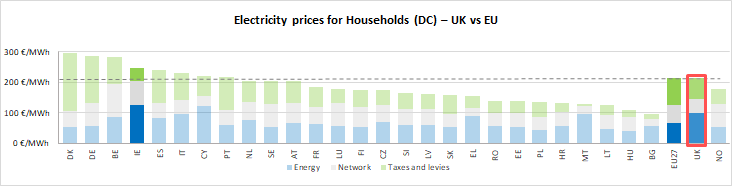 Electricity prices for Households (DC) – UK vs EU
300 €/MWh
200 €/MWh
100 €/MWh
0 €/MWh
DK DE BE IE ES IT CY PT NL SE AT FR LU FI CZ SI LV SK EL RO EE PL HR MT LT HU BG EU27 UK NO
Energy Network Taxes and levies